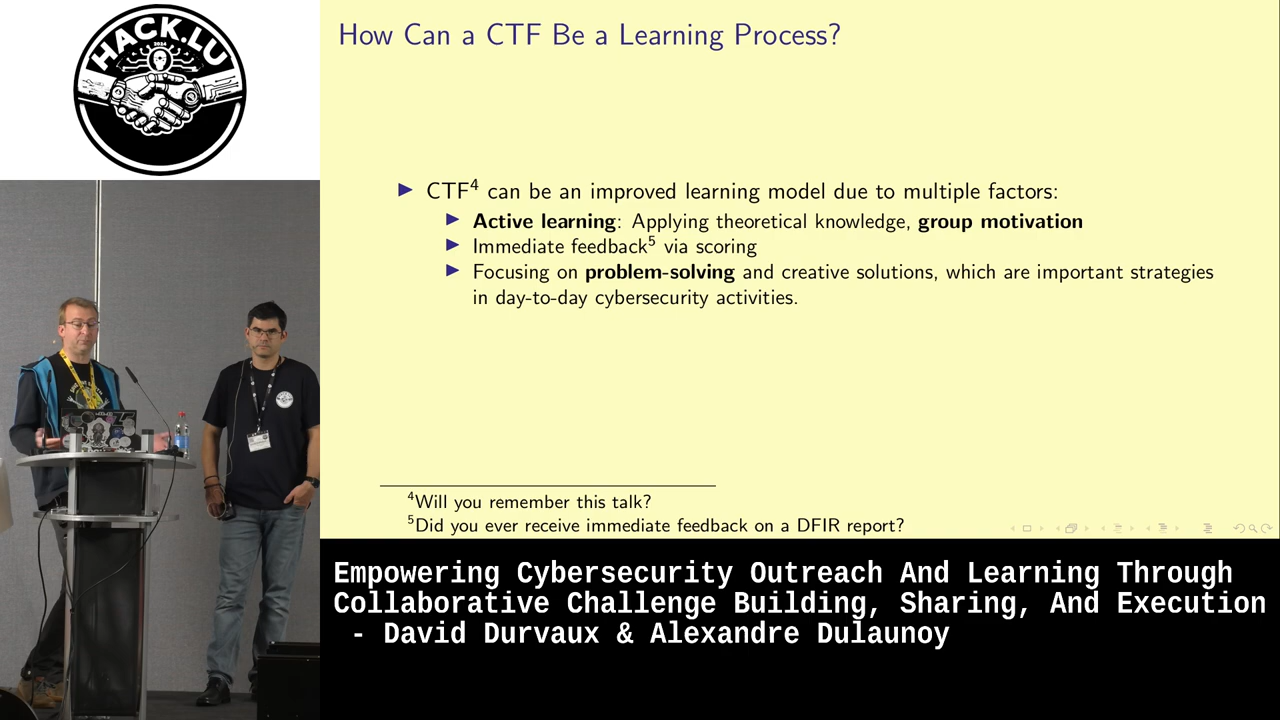 HACK.LU
2024
How Can a CTF Be a Learning Process?
► CTF⁴ can be an improved learning model due to multiple factors:
► Active learning: Applying theoretical knowledge, group motivation
► Immediate feedback⁵ via scoring
► Focusing on problem-solving and creative solutions, which are important strategies
in day-to-day cybersecurity activities.
⁴Will you remember this talk?
⁵Did you ever receive immediate feedback on a DFIR report?
Empowering Cybersecurity Outreach And Learning Through
Collaborative Challenge Building, Sharing, And Execution
- David Durvaux & Alexandre Dulaunoy